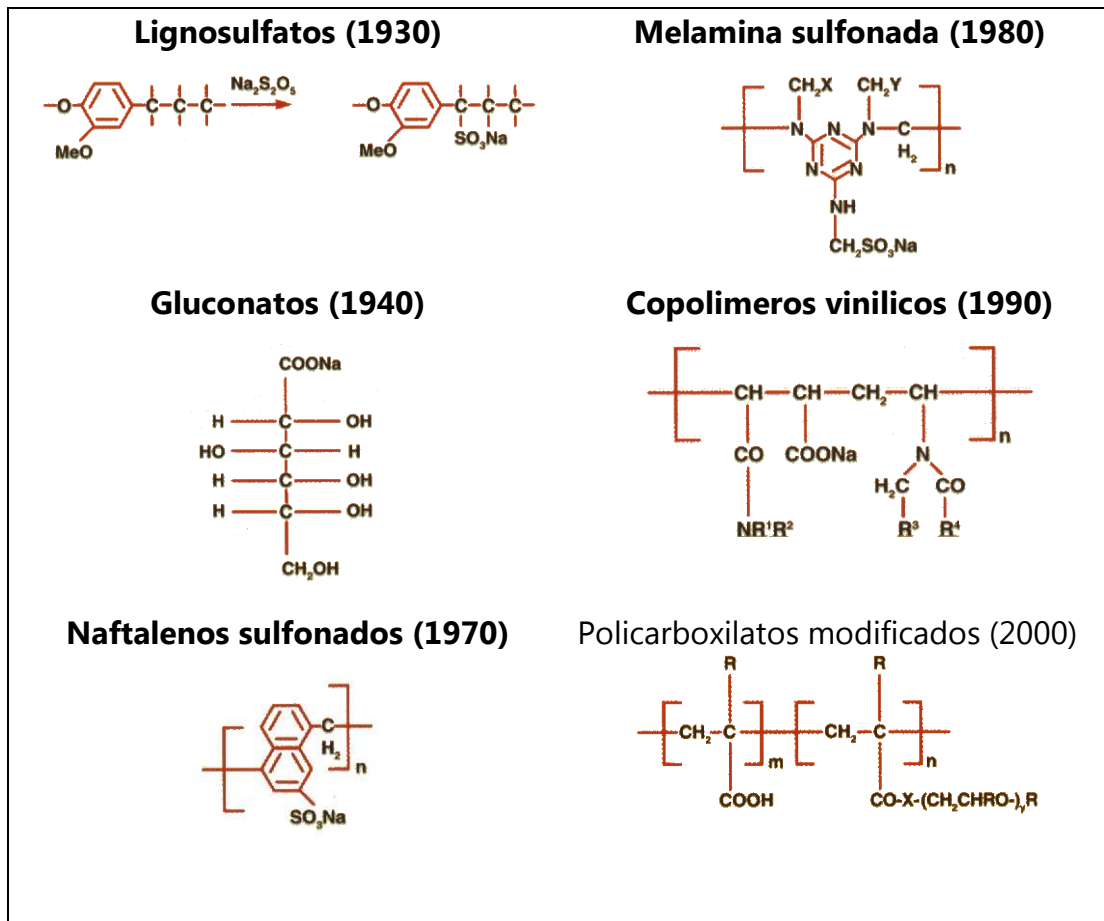 Lignosulfatos (1930)
Na₂S₂O₅
O C C C O C C C
MeO MeO SO₃Na
Melamina sulfonada (1980)
CH₂X CH₂Y
N N N C
H₂
N N n
NH
CH₂SO₃Na
Gluconatos (1940)
COONa
H C OH
HO C H
H C OH
H C OH
CH₂OH
Copolimeros vinilicos (1990)
CH CH CH₂ CH
n
CO COONa N
H₂C CO
NR¹R² R³ R⁴
Naftalenos sulfonados (1970)
C
H₂
n
SO₃Na
Policarboxilatos modificados (2000)
R R
CH₂ C CH₂ C
m n
COOH CO-X-(CH₂CHRO-)ᵧR